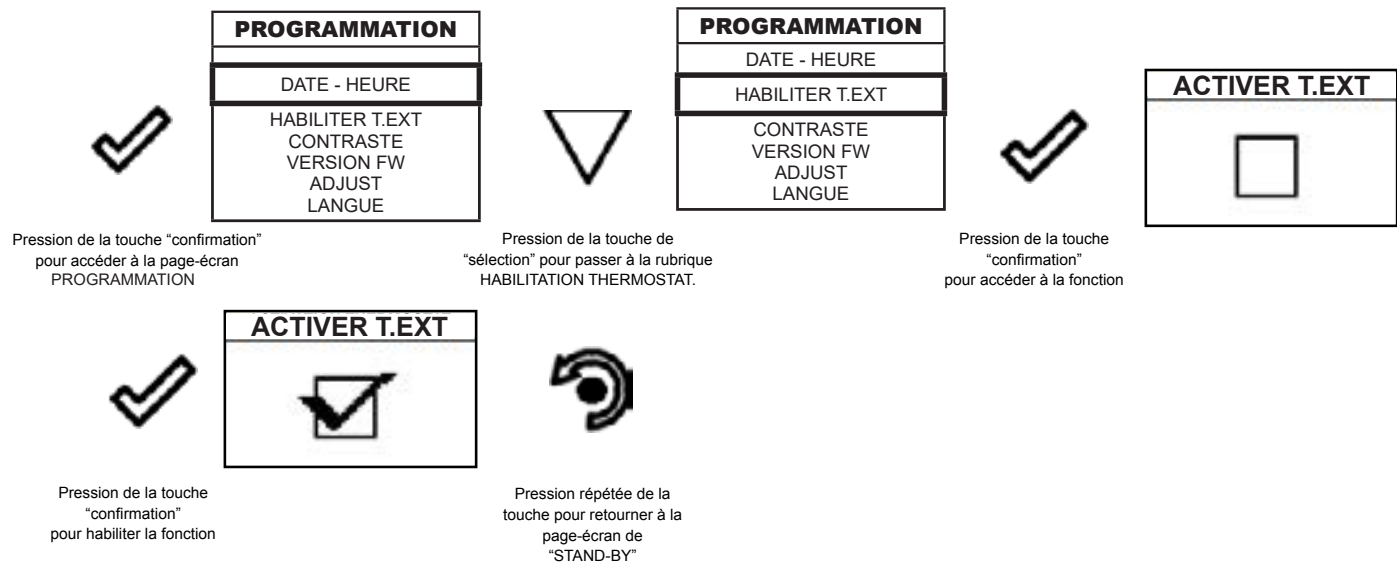 PROGRAMMATION
DATE - HEURE
HABILITER T.EXT
CONTRASTE
VERSION FW
ADJUST
LANGUE
Pression de la touche “confirmation”
pour accéder à la page-écran
PROGRAMMATION
PROGRAMMATION
DATE - HEURE
HABILITER T.EXT
CONTRASTE
VERSION FW
ADJUST
LANGUE
Pression de la touche de
“sélection” pour passer à la rubrique
HABILITATION THERMOSTAT.
ACTIVER T.EXT
Pression de la touche
“confirmation”
pour accéder à la fonction
ACTIVER T.EXT
Pression de la touche
“confirmation”
pour habiliter la fonction
Pression répétée de la
touche pour retourner à la
page-écran de
“STAND-BY”